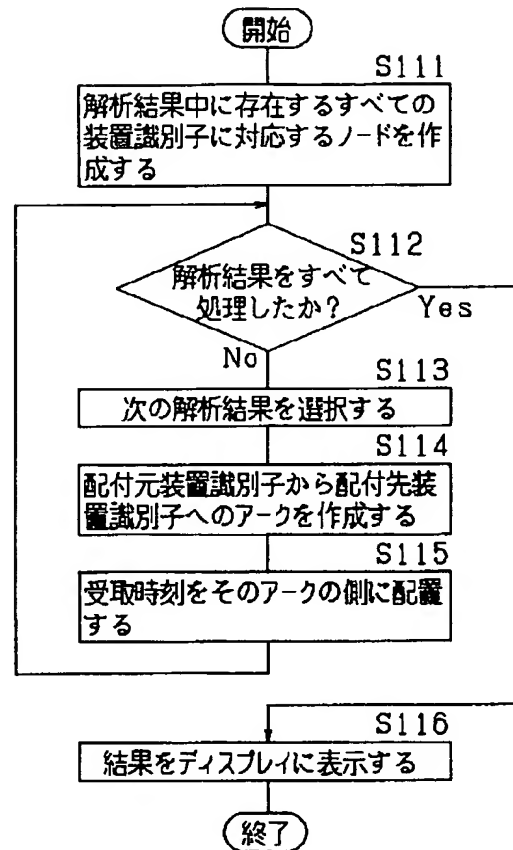 開始
S111
解析結果中に存在するすべての
装置識別子に対応するノードを作
成する
S112
解析結果をすべて
処理したか？
Yes
No
S113
次の解析結果を選択する
S114
配付元装置識別子から配付先装
置識別子へのアークを作成する
S115
受取時刻をそのアークの側に配置
する
S116
結果をディスプレイに表示する
終了